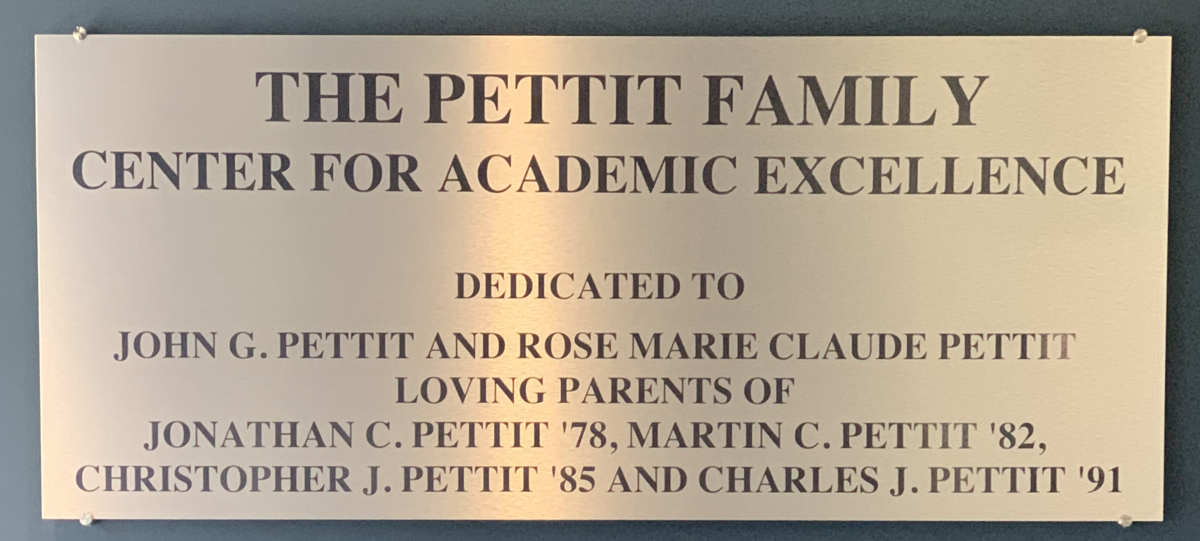 THE PETTIT FAMILY
CENTER FOR ACADEMIC EXCELLENCE
DEDICATED TO
JOHN G. PETTIT AND ROSE MARIE CLAUDE PETTIT
LOVING PARENTS OF
JONATHAN C. PETTIT '78, MARTIN C. PETTIT '82,
CHRISTOPHER J. PETTIT '85 AND CHARLES J. PETTIT '91